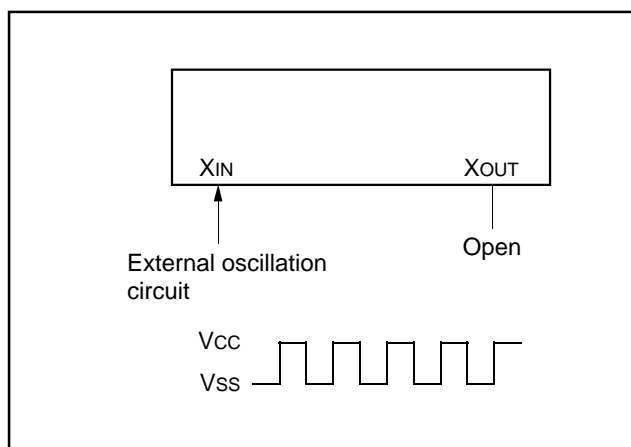 XIN
XOUT
External oscillation
circuit
Open
VCC
VSS